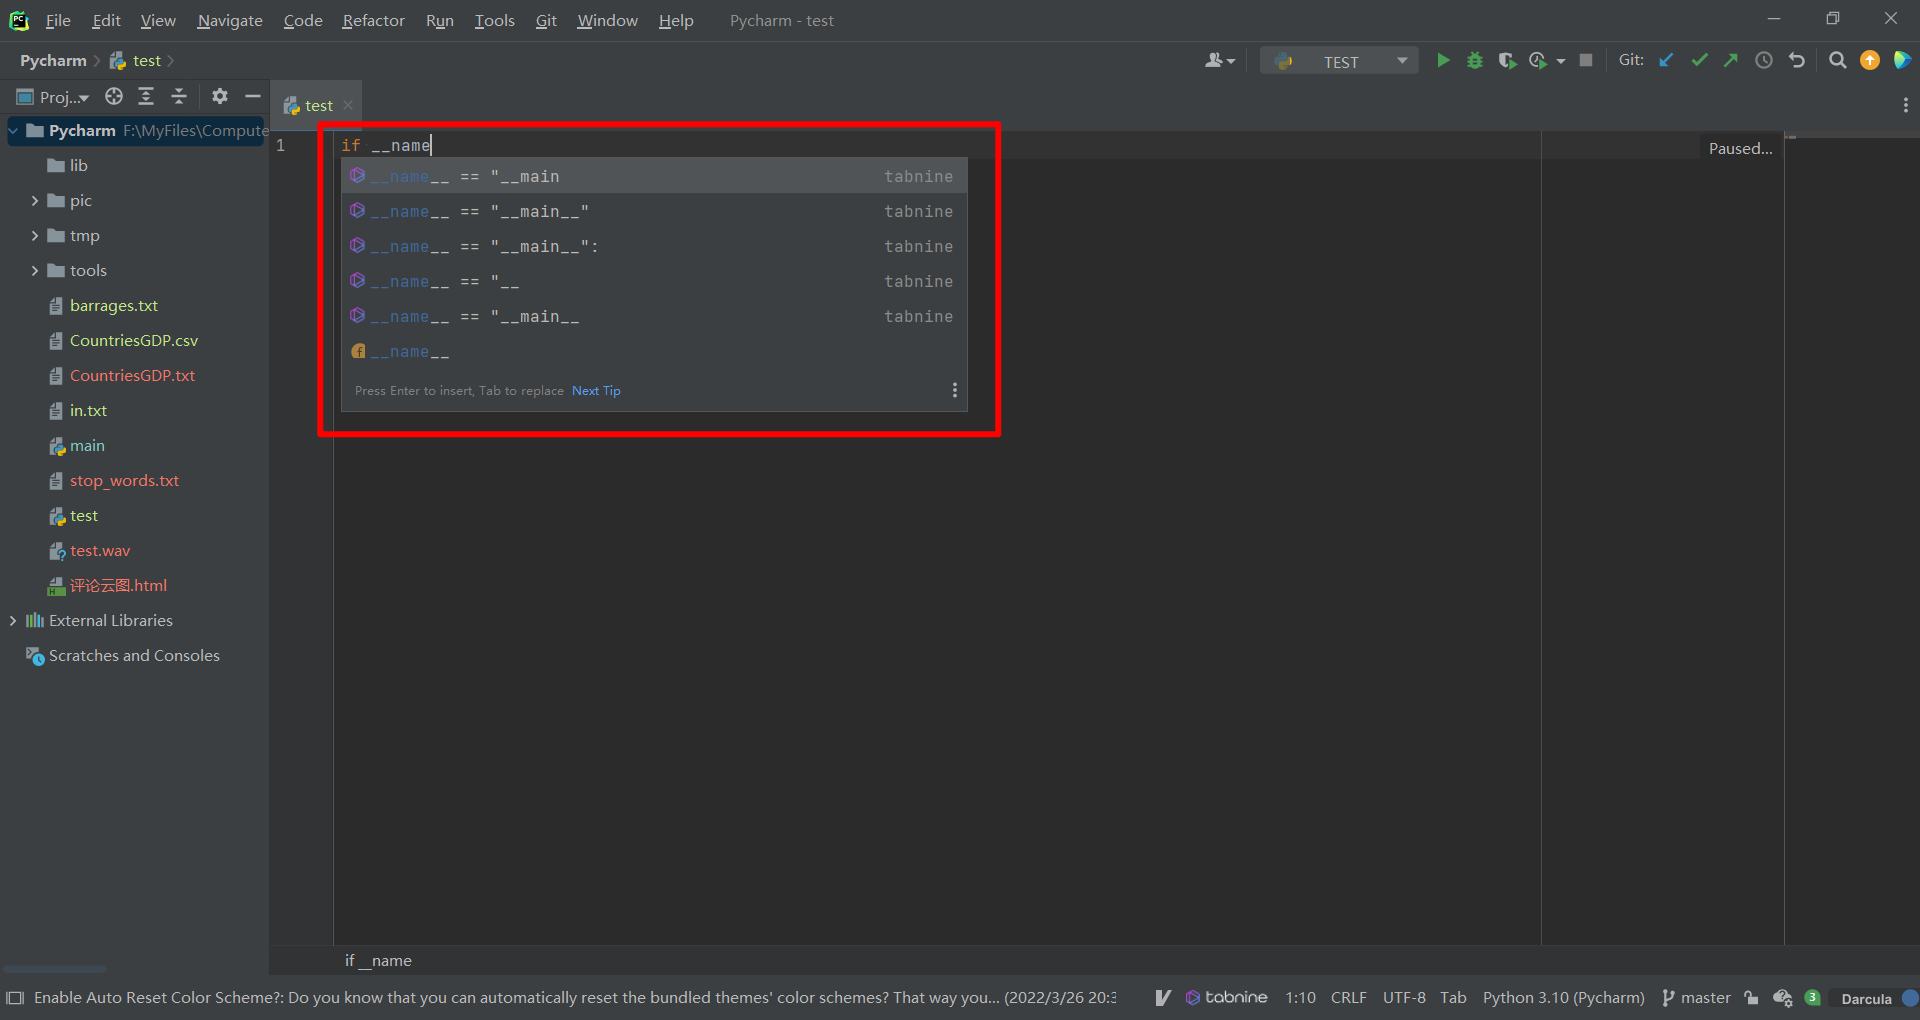 File Edit View Navigate Code Refactor Run Tools Git Window Help Pycharm - test
Pycharm test TEST Git:
Proj... test
Pycharm F:\MyFiles\Compute
1 if __name
Paused...
__name__ == "__main tabnine
lib
__name__ == "__main__" tabnine
pic
__name__ == "__main__": tabnine
tmp
__name__ == "__ tabnine
tools
__name__ == "__main__ tabnine
barrages.txt
__name__
CountriesGDP.csv
Press Enter to insert, Tab to replace Next Tip
CountriesGDP.txt
in.txt
main
stop_words.txt
test
test.wav
评论云图.html
External Libraries
Scratches and Consoles
if __name
Enable Auto Reset Color Scheme?: Do you know that you can automatically reset the bundled themes' color schemes? That way you... (2022/3/26 20:3 tabnine 1:10 CRLF UTF-8 Tab Python 3.10 (Pycharm) master 3 Darcula